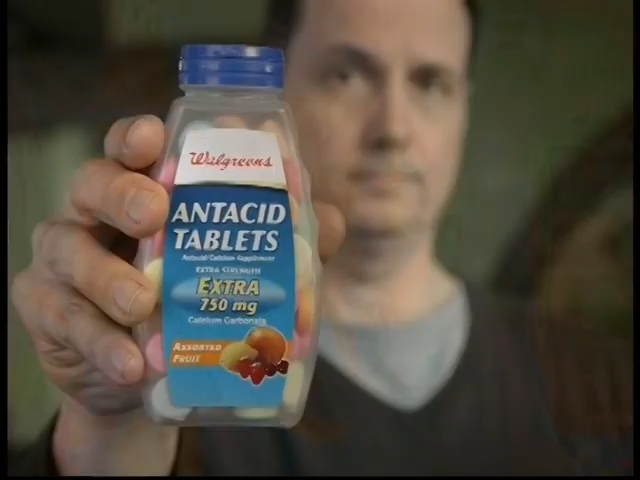 Walgreens
ANTACID
TABLETS
Antacid/Calcium Supplement
EXTRA STRENGTH
EXTRA
750 mg
Calcium Carbonate
ASSORTED
FRUIT